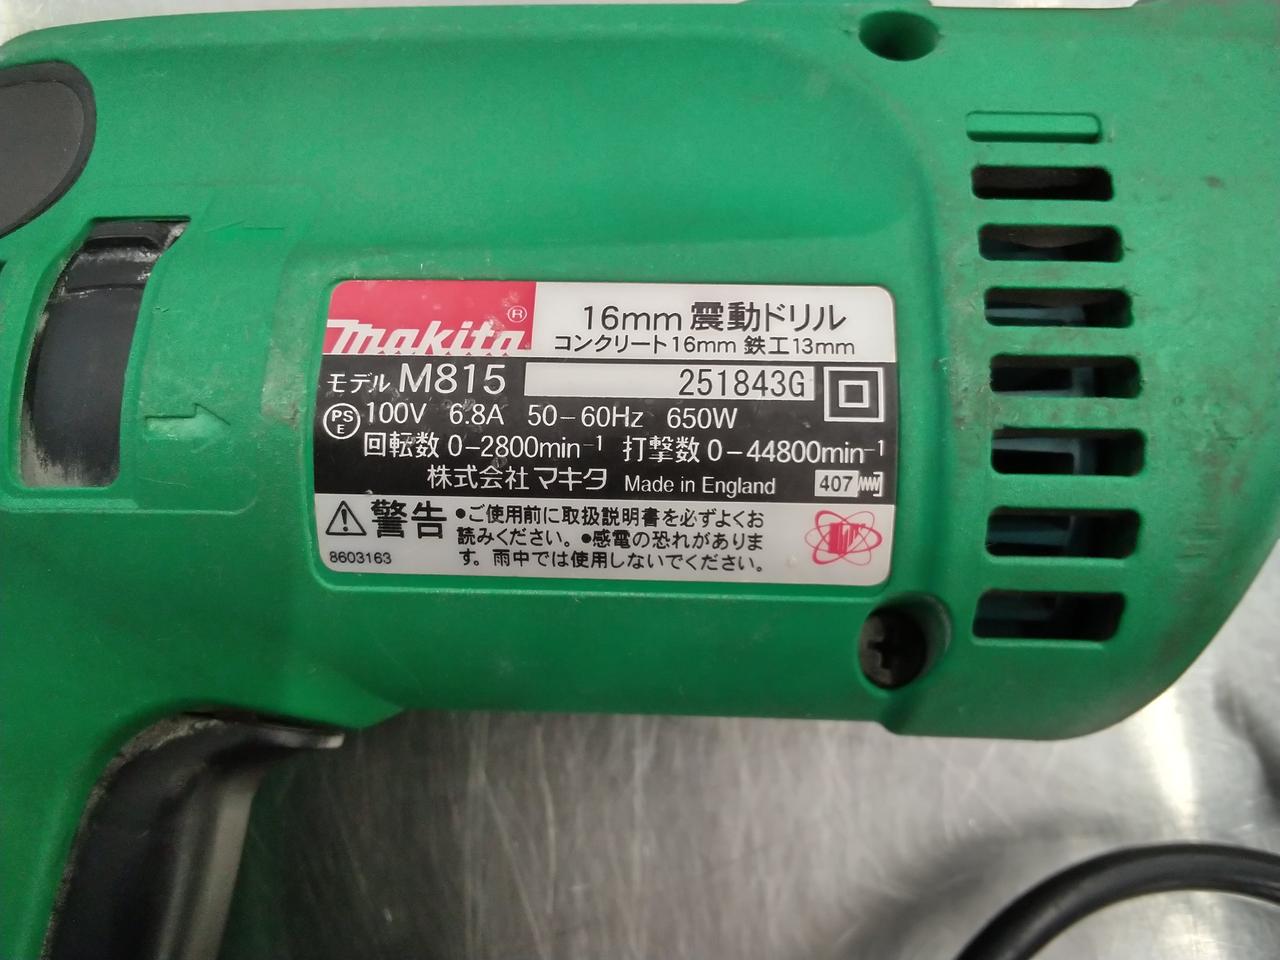 makita®
16mm 震動ドリル
コンクリート16mm 鉄工13mm
モデル M815 251843G
PS E 100V 6.8A 50-60Hz 650W
回転数 0-2800min⁻¹ 打撃数 0-44800min⁻¹
株式会社 マキタ Made in England 407
警告 •ご使用前に取扱説明書を必ずよくお
読みください。•感電の恐れがありま
す。雨中では使用しないでください。
8603163